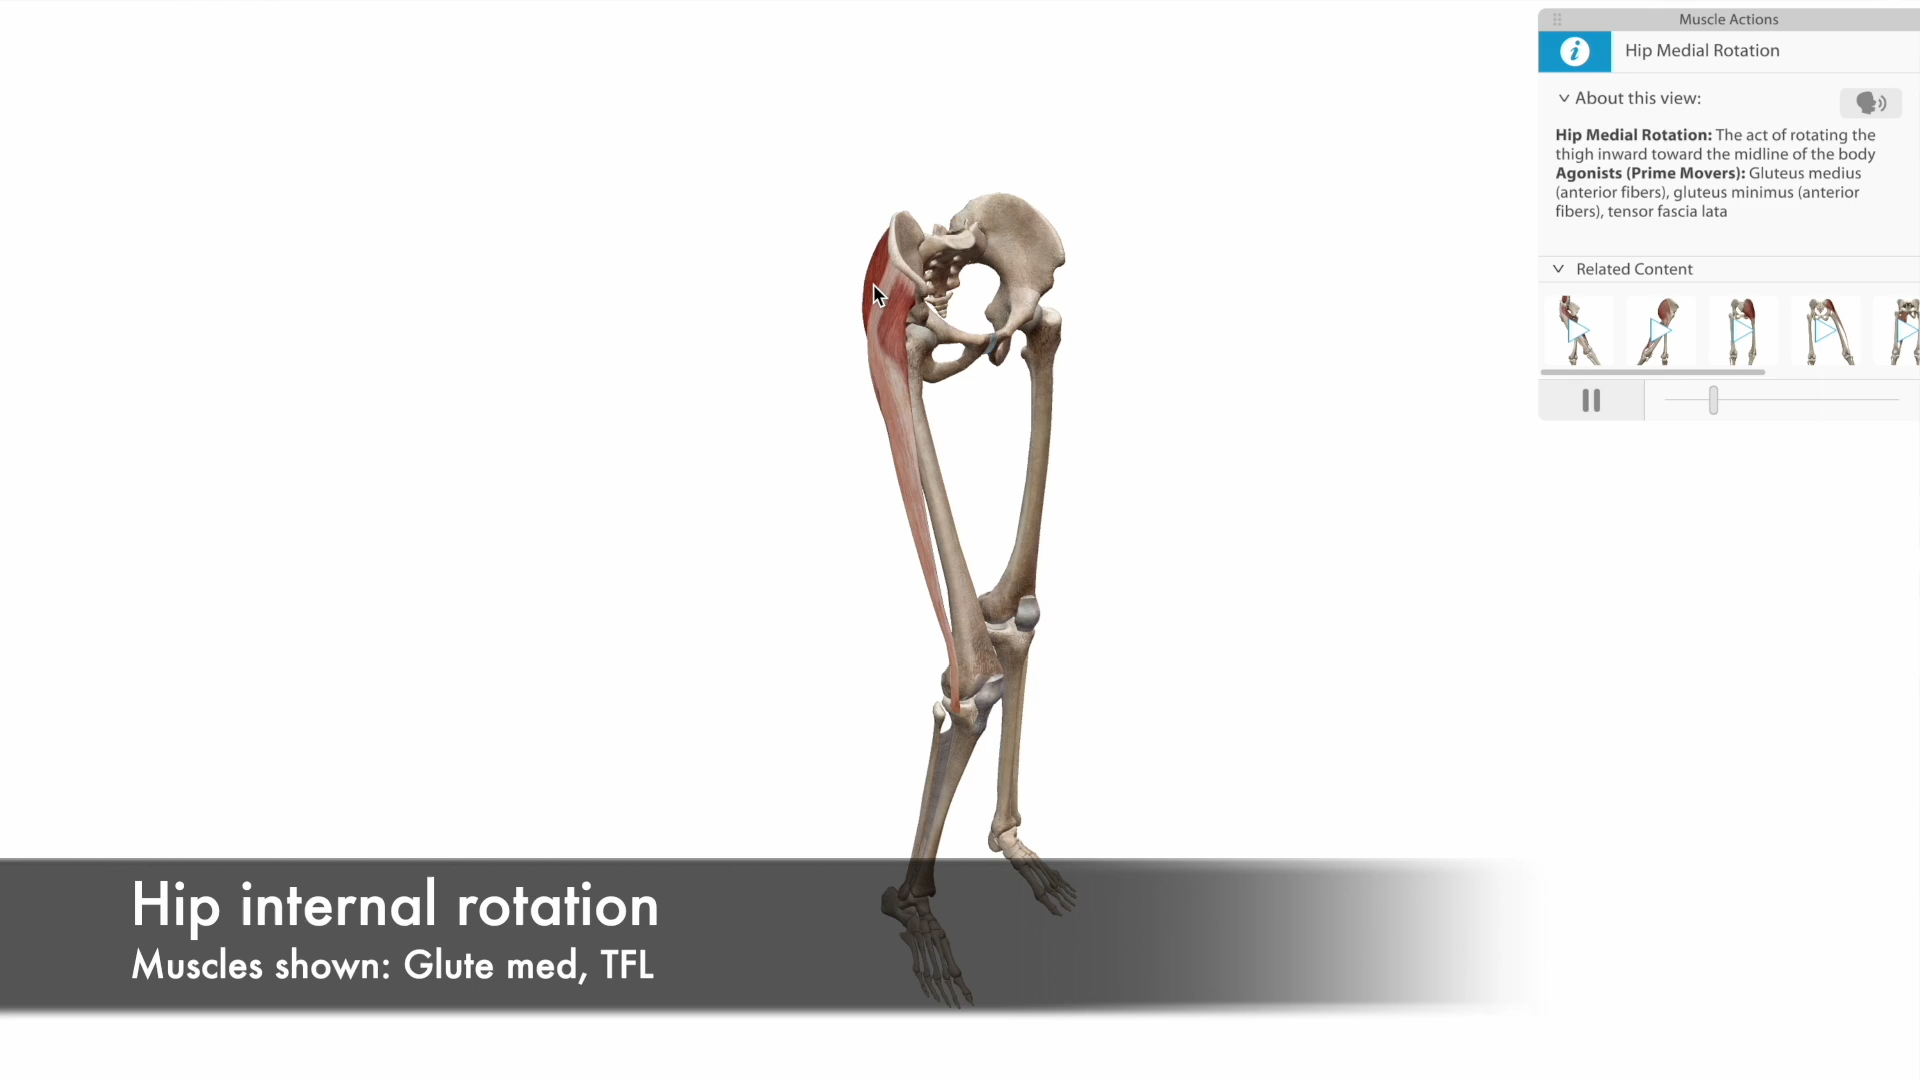 Muscle Actions
i
Hip Medial Rotation
About this view:
Hip Medial Rotation: The act of rotating the
thigh inward toward the midline of the body
Agonists (Prime Movers): Gluteus medius
(anterior fibers), gluteus minimus (anterior
fibers), tensor fascia lata
Related Content
Hip internal rotation
Muscles shown: Glute med, TFL